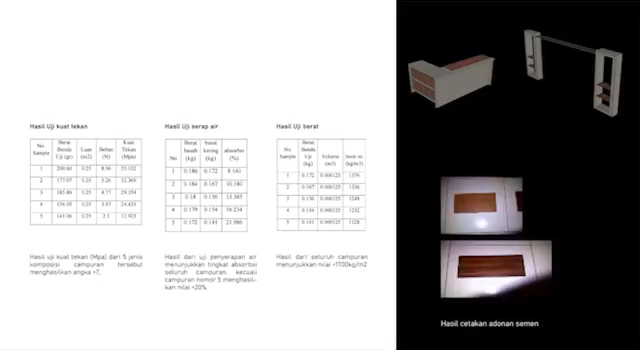 Hasil Uji kuat tekan
No Sampel Berat Benda Uji (gr) Luas (m2) Beban (N) Kuat Tekan (Mpa)
1 200.60 0.25 8.96 55.152
2 177.07 0.25 5.26 32.369
3 185.80 0.25 4.77 29.354
4 154.05 0.25 3.97 24.431
5 141.06 0.25 2.1 12.923
Hasil uji kuat tekan (Mpa) dari 5 jenis
komposisi campuran tersebut
menghasilkan angka +7.
Hasil Uji serap air
No Berat basah (kg) berat kering (kg) absorbsi (%)
1 0.186 0.172 8.140
2 0.184 0.167 10.180
3 0.18 0.156 15.385
4 0.179 0.154 16.234
5 0.172 0.141 21.986
Hasil dari uji penyerapan air
menunjukkan tingkat absorbsi
seluruh campuran, kecuali
campuran nomor 5 menghasil-
kan nilai <20%
Hasil Uji berat
No Sampel Berat Benda Uji (kg) Volume (m3) berat isi (kg/m3)
1 0.172 0.000125 1376
2 0.167 0.000125 1336
3 0.156 0.000125 1248
4 0.154 0.000125 1232
5 0.141 0.000125 1128
Hasil dari seluruh campuran
menunjukkan nilai <1700kg/m2
Hasil cetakan adonan semen